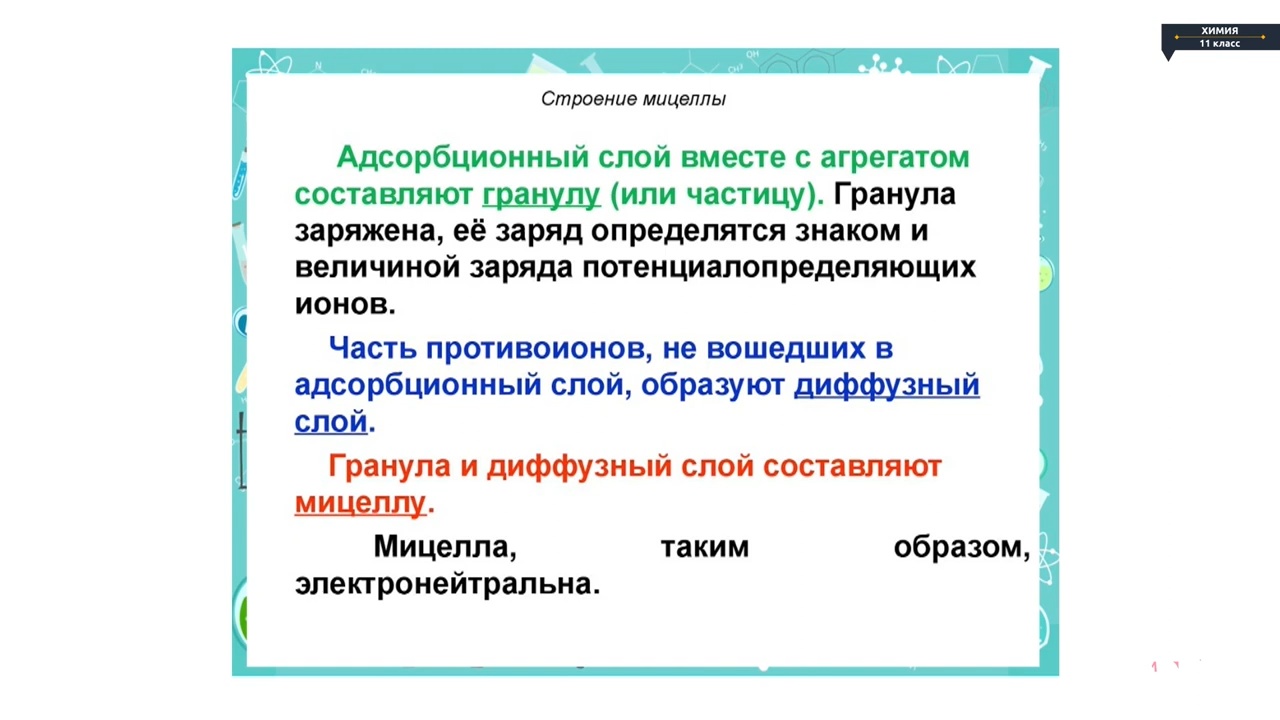 ХИМИЯ
11 класс
Строение мицеллы
Адсорбционный слой вместе с агрегатом
составляют гранулу (или частицу). Гранула
заряжена, её заряд определятся знаком и
величиной заряда потенциалопределяющих
ионов.
Часть противоионов, не вошедших в
адсорбционный слой, образуют диффузный
слой.
Гранула и диффузный слой составляют
мицеллу.
Мицелла, таким образом,
электронейтральна.